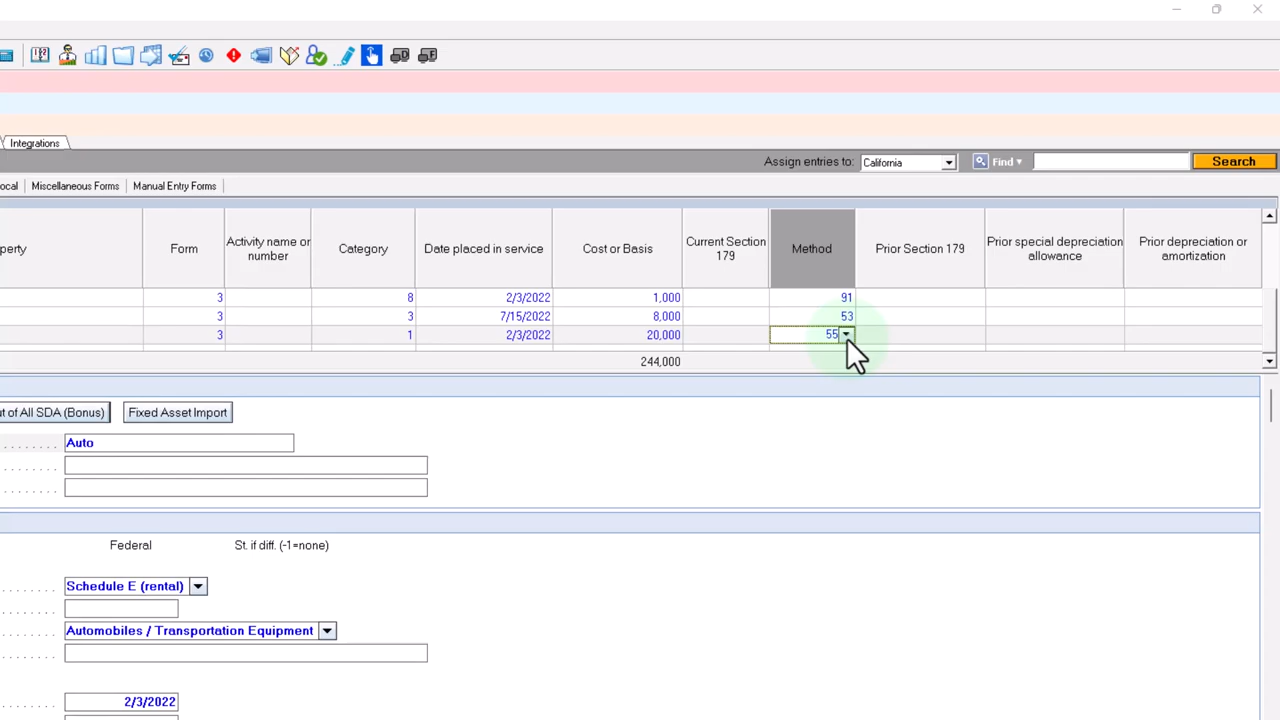 Integrations
Assign entries to: California Find Search
ocal Miscellaneous Forms Manual Entry Forms
perty Form Activity name or number Category Date placed in service Cost or Basis Current Section 179 Method Prior Section 179 Prior special depreciation allowance Prior depreciation or amortization
3 8 2/3/2022 1,000 91
3 3 7/15/2022 8,000 53
3 1 2/3/2022 20,000 55
244,000
ut of All SDA (Bonus) Fixed Asset Import
Auto
Federal St. if diff. (-1=none)
Schedule E (rental)
Automobiles / Transportation Equipment
2/3/2022